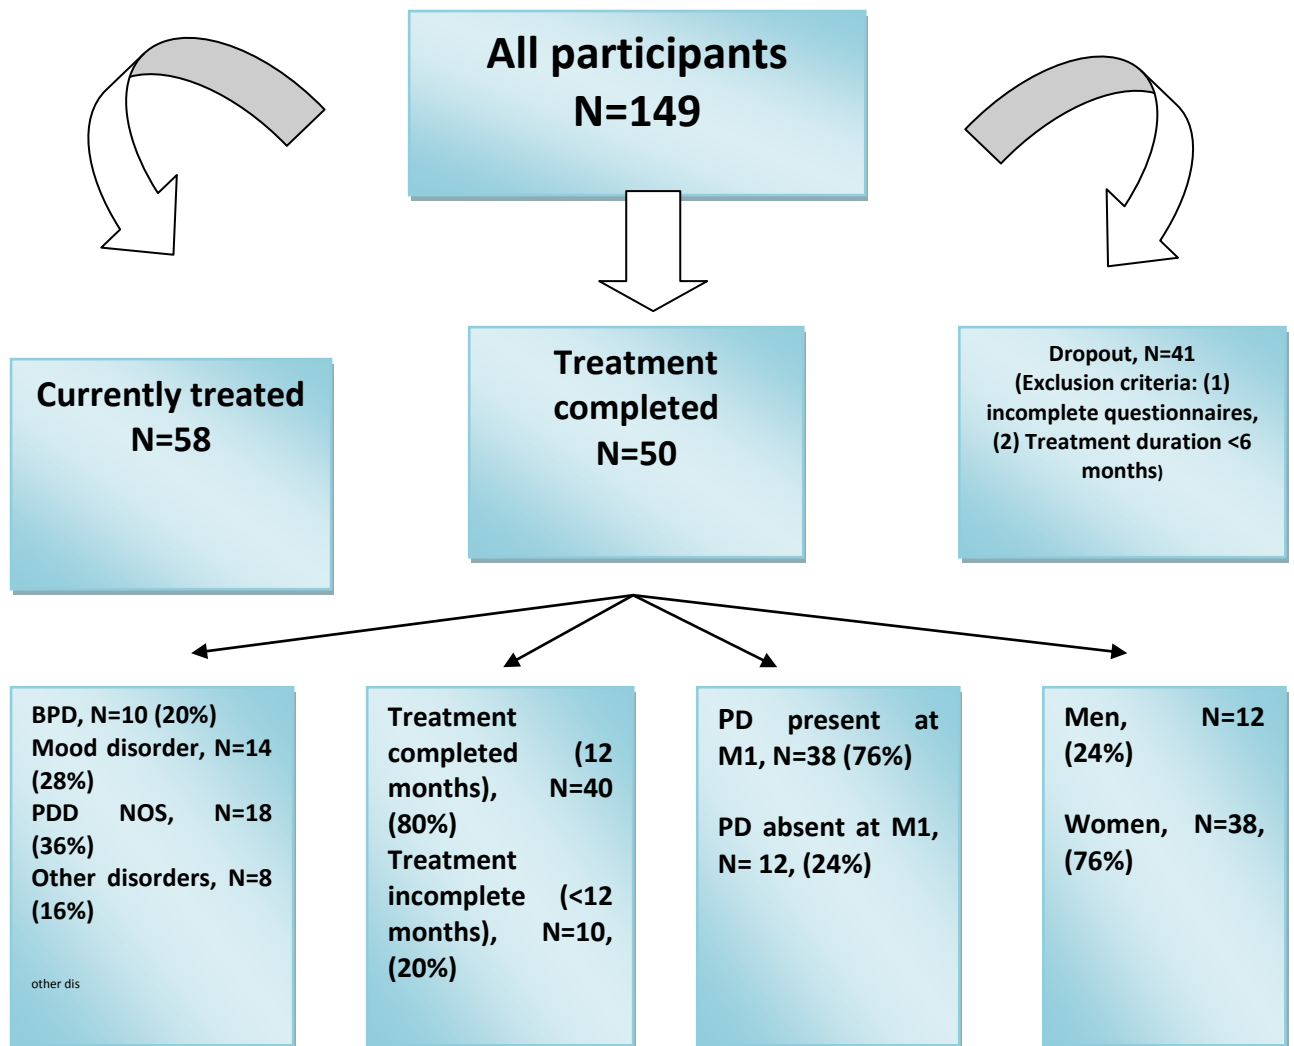 All participants
N=149
Currently treated
N=58
Treatment
completed
N=50
Dropout, N=41
(Exclusion criteria: (1)
incomplete questionnaires,
(2) Treatment duration <6
months)
BPD, N=10 (20%)
Mood disorder, N=14
(28%)
PDD NOS, N=18
(36%)
Other disorders, N=8
(16%)
other dis
Treatment
completed (12
months), N=40
(80%)
Treatment
incomplete (<12
months), N=10,
(20%)
PD present at
M1, N=38 (76%)
PD absent at M1,
N= 12, (24%)
Men, N=12
(24%)
Women, N=38,
(76%)